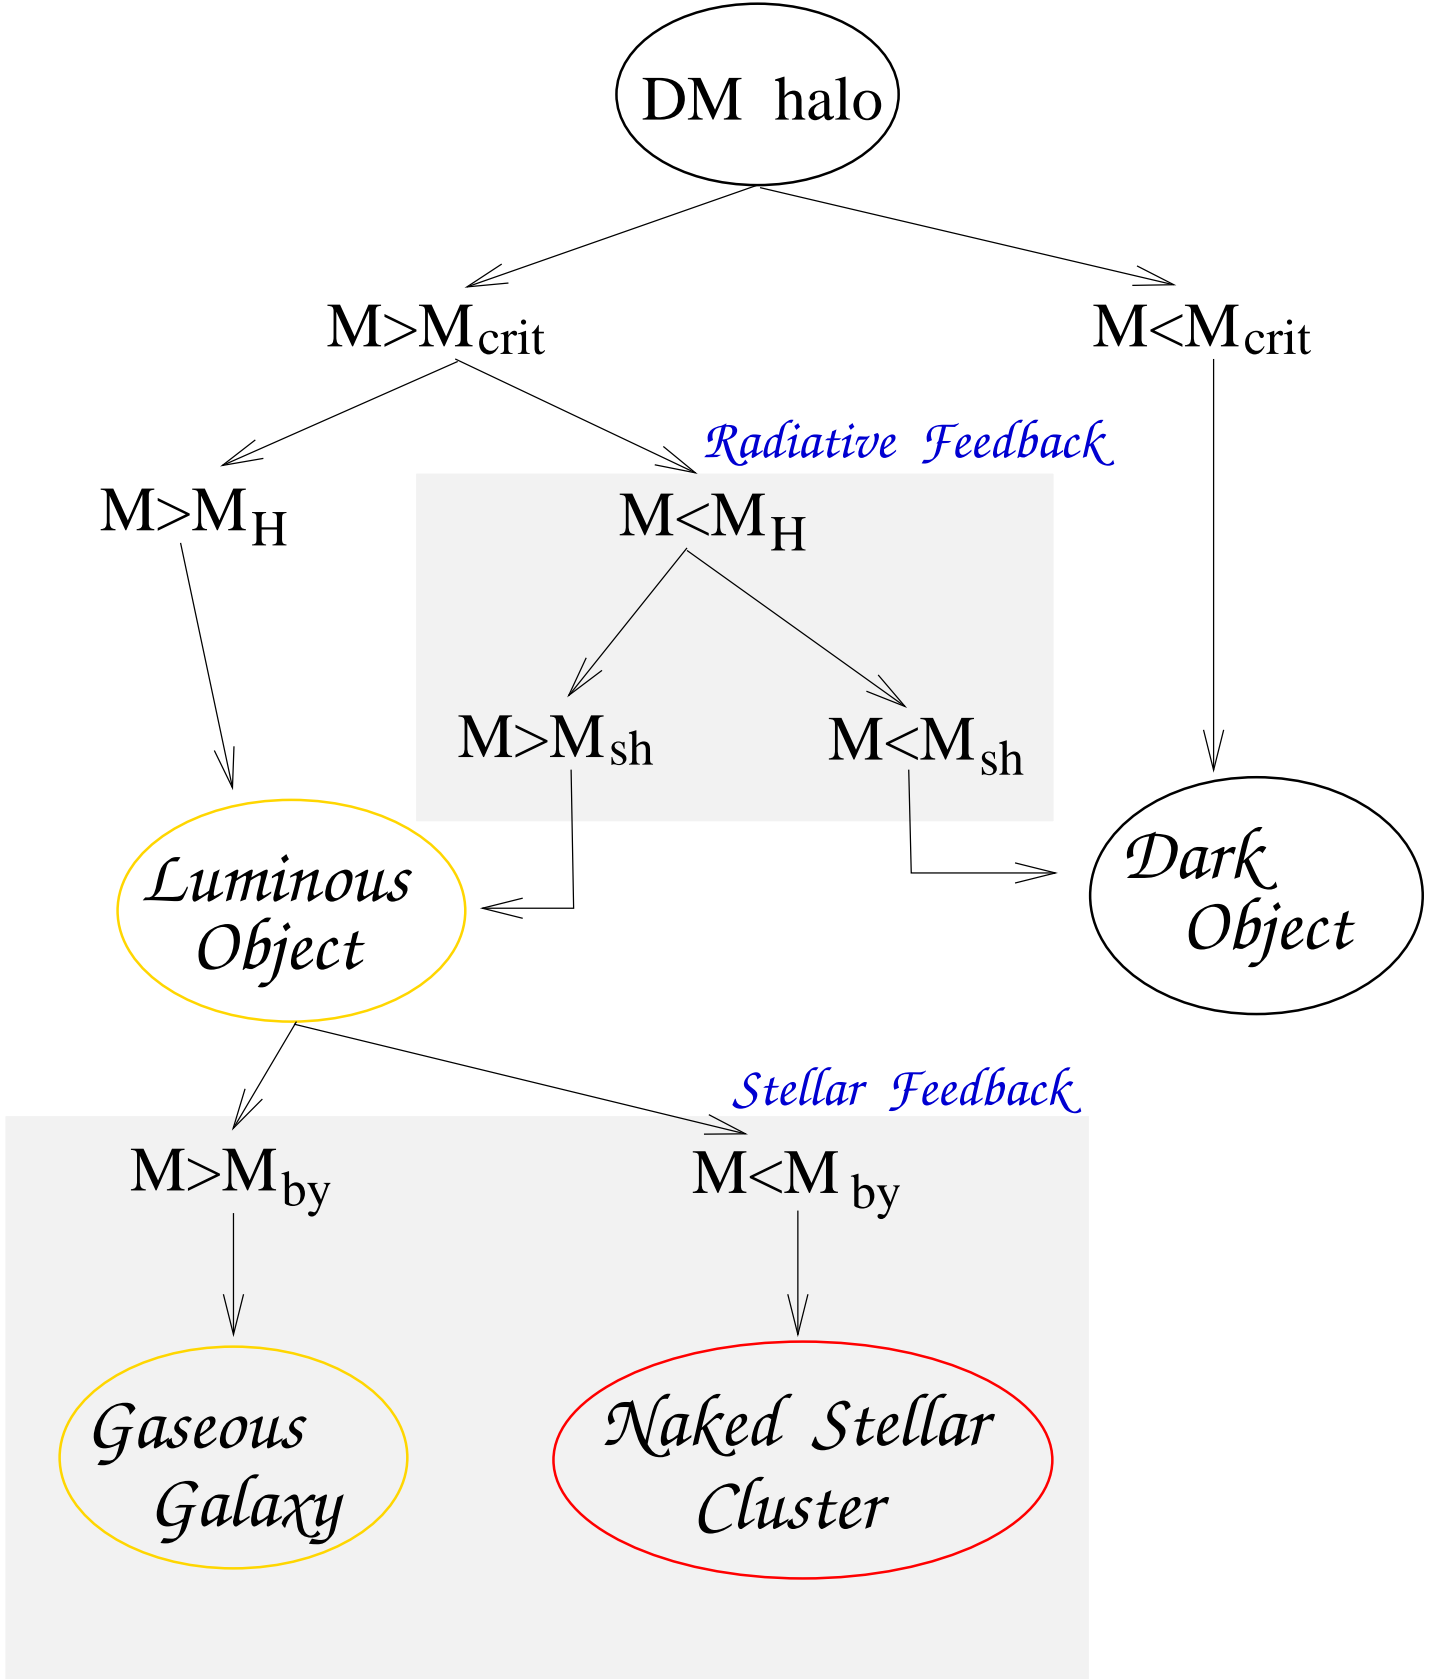 DM halo
M>Mcrit
M<Mcrit
Radiative Feedback
M>MH
M<MH
M>Msh
M<Msh
Luminous
Object
Dark
Object
Stellar Feedback
M>Mby
M<Mby
Gaseous
Galaxy
Naked Stellar
Cluster